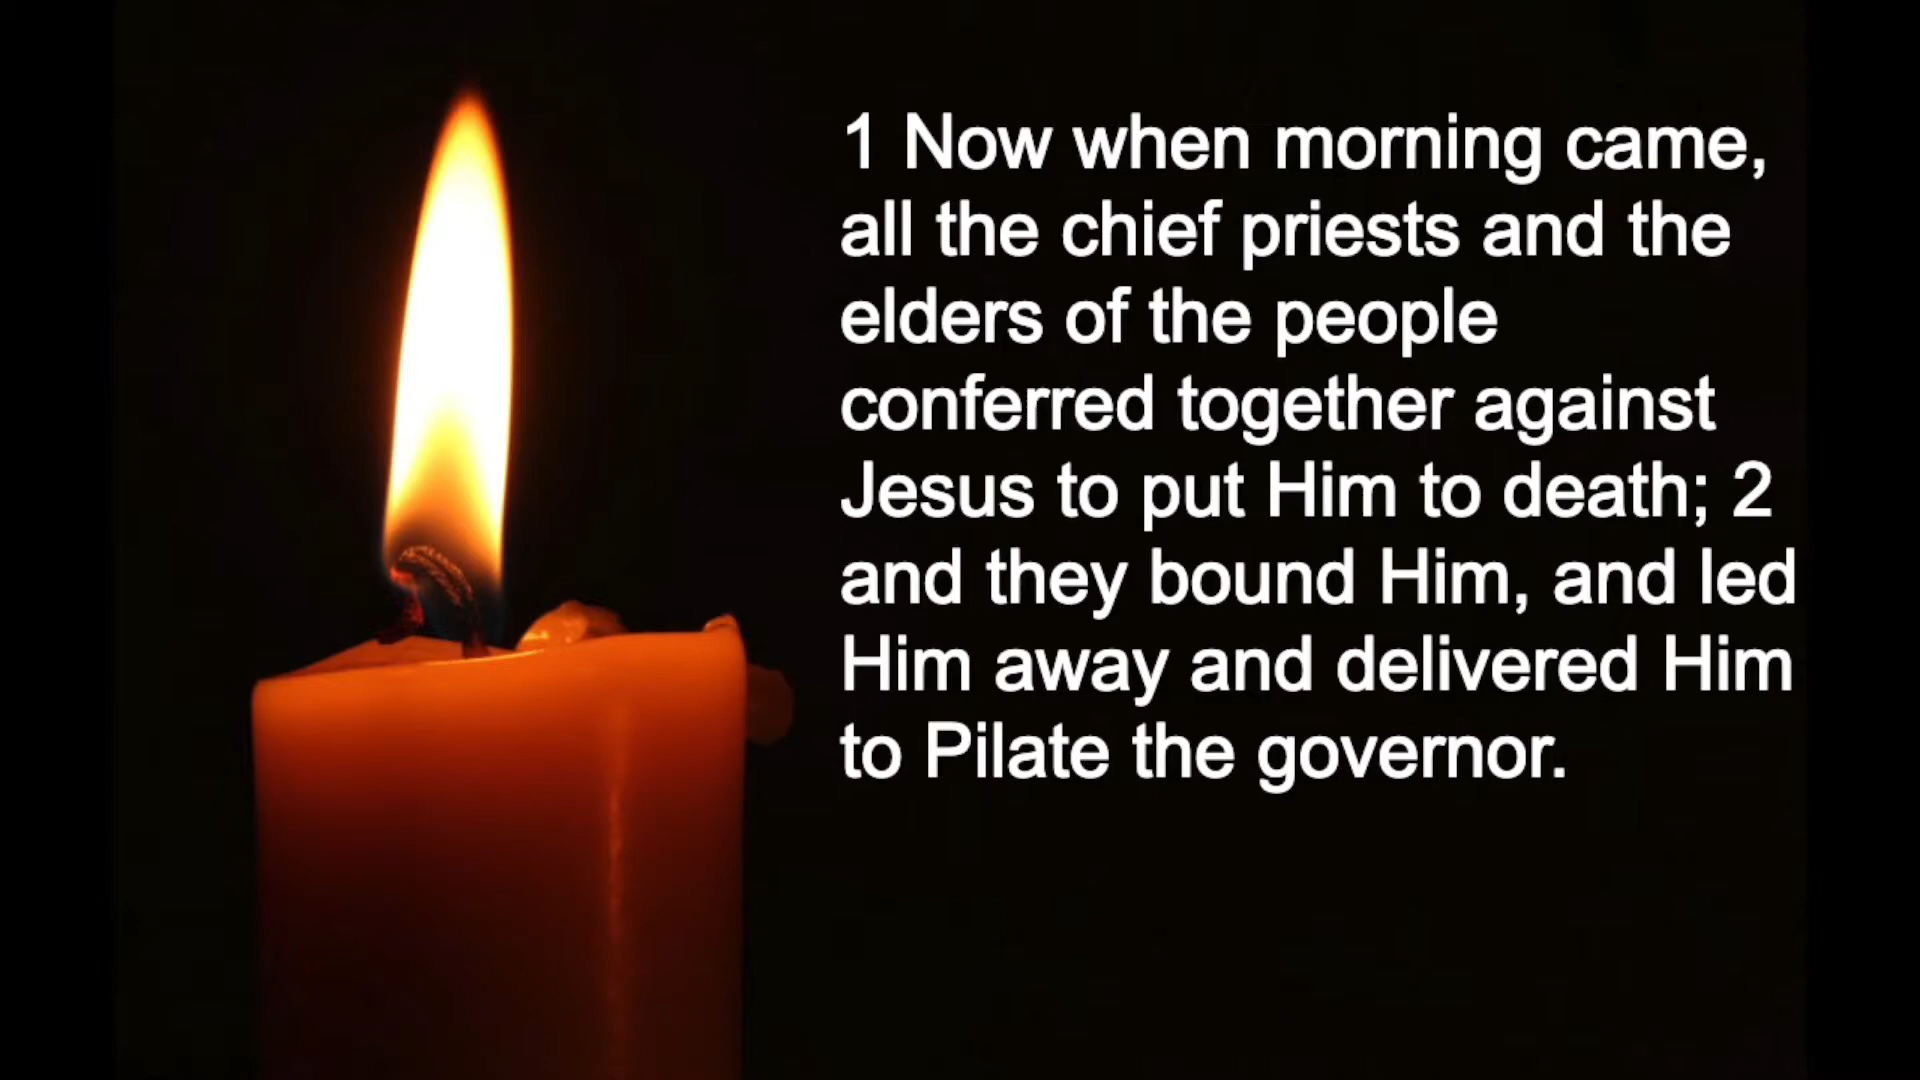 1 Now when morning came,
all the chief priests and the
elders of the people
conferred together against
Jesus to put Him to death; 2
and they bound Him, and led
Him away and delivered Him
to Pilate the governor.